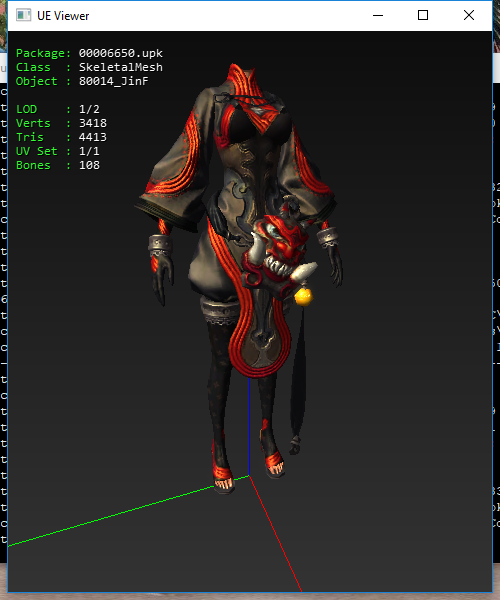 UE Viewer
Package: 00006650.upk
Class : SkeletalMesh
Object : 80014_JinF
LOD : 1/2
Verts : 3418
Tris : 4413
UV Set : 1/1
Bones : 108